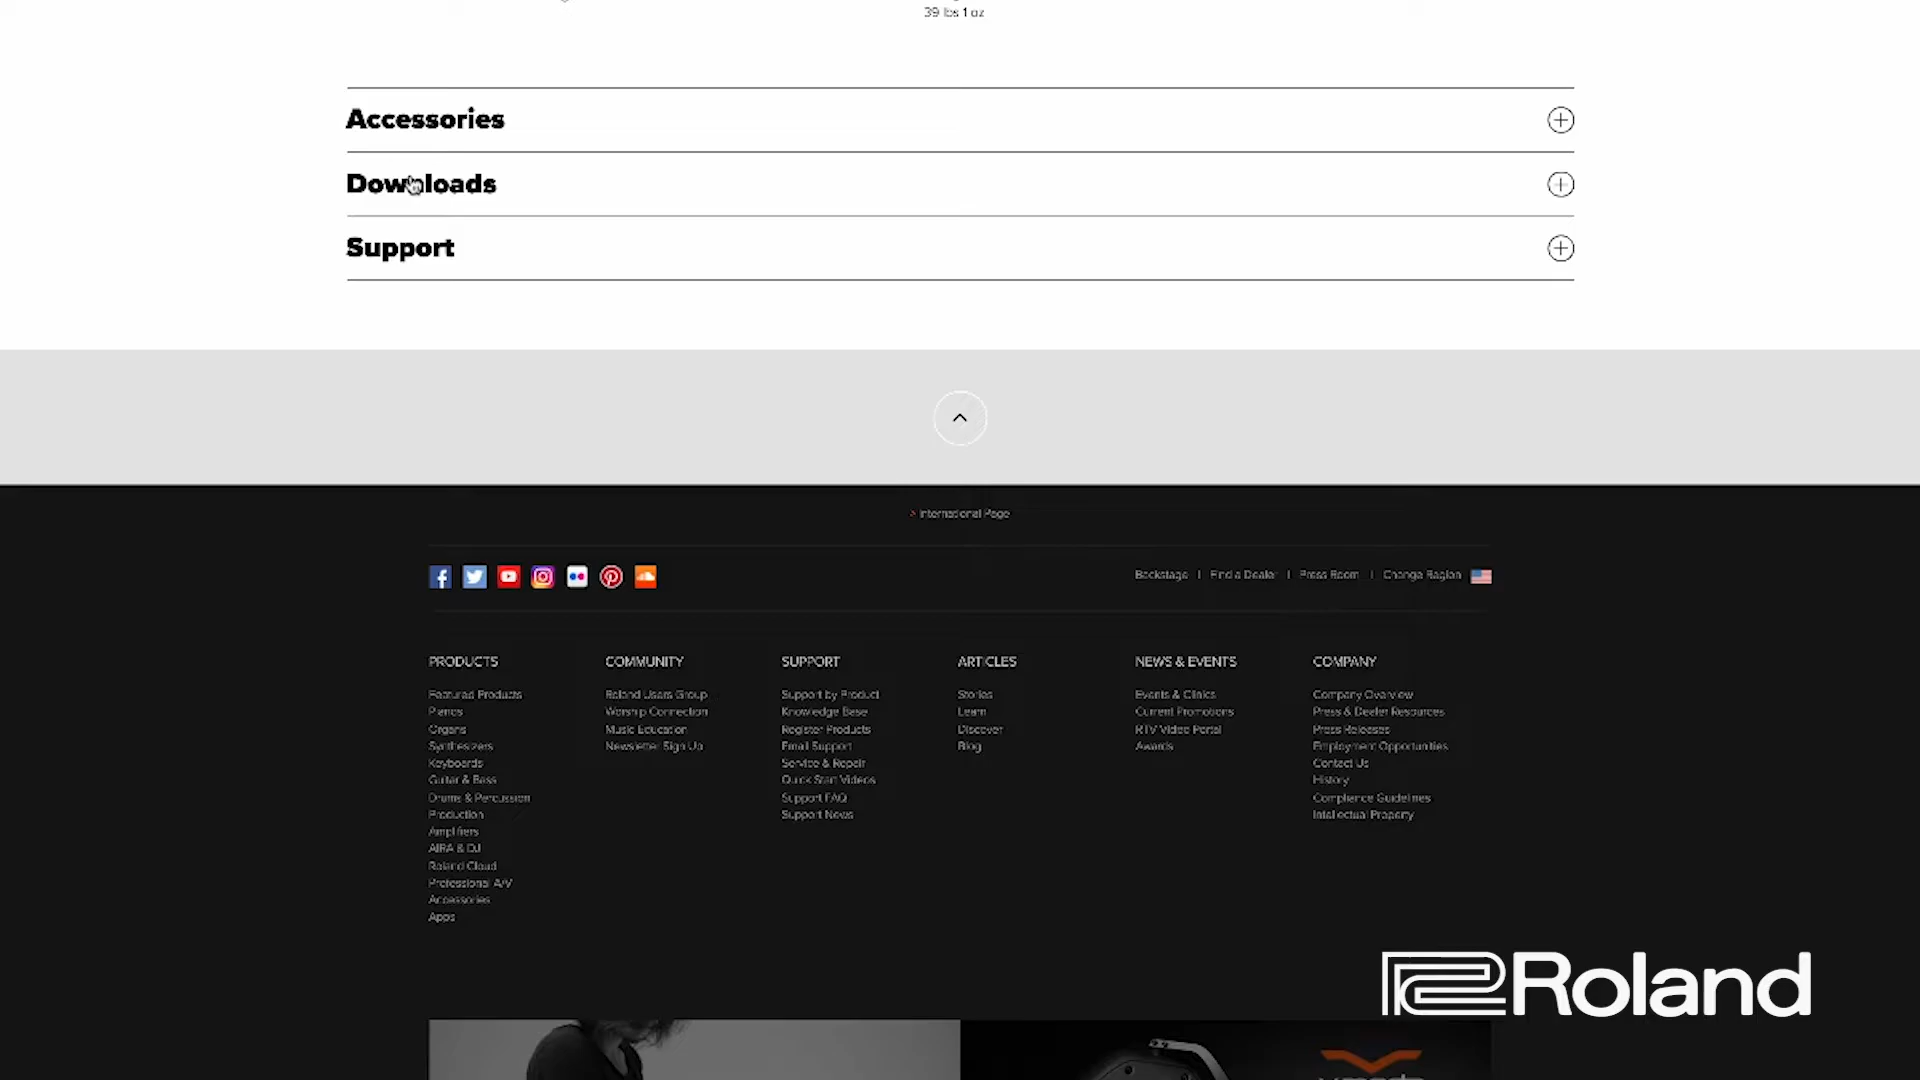 39 lbs 1 oz
Accessories
Downloads
Support
> International Page
Backstage | Find a Dealer | Press Room | Change Region
PRODUCTS
Featured Products
Pianos
Organs
Synthesizers
Keyboards
Guitar & Bass
Drums & Percussion
Production
Amplifiers
AIRA & DJ
Roland Cloud
Professional A/V
Accessories
Apps
COMMUNITY
Roland Users Group
Worship Connection
Music Education
Newsletter Sign Up
SUPPORT
Support by Product
Knowledge Base
Register Products
Email Support
Service & Repair
Quick Start Videos
Support FAQ
Support News
ARTICLES
Stories
Learn
Discover
Blog
NEWS & EVENTS
Events & Clinics
Current Promotions
RTV Video Portal
Awards
COMPANY
Company Overview
Press & Dealer Resources
Press Releases
Employment Opportunities
Contact Us
History
Compliance Guidelines
Intellectual Property
Roland